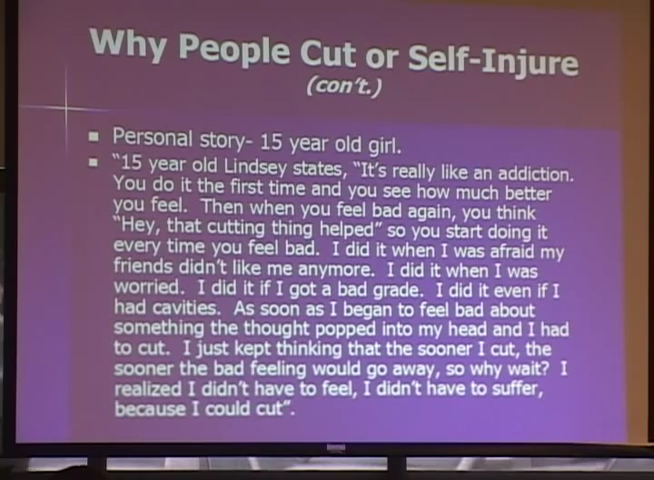 Why People Cut or Self-Injure
(con't.)
Personal story- 15 year old girl.
"15 year old Lindsey states, "It's really like an addiction.
You do it the first time and you see how much better
you feel. Then when you feel bad again, you think
"Hey, that cutting thing helped" so you start doing it
every time you feel bad. I did it when I was afraid my
friends didn't like me anymore. I did it when I was
worried. I did it if I got a bad grade. I did it even if I
had cavities. As soon as I began to feel bad about
something the thought popped into my head and I had
to cut. I just kept thinking that the sooner I cut, the
sooner the bad feeling would go away, so why wait? I
realized I didn't have to feel, I didn't have to suffer,
because I could cut".